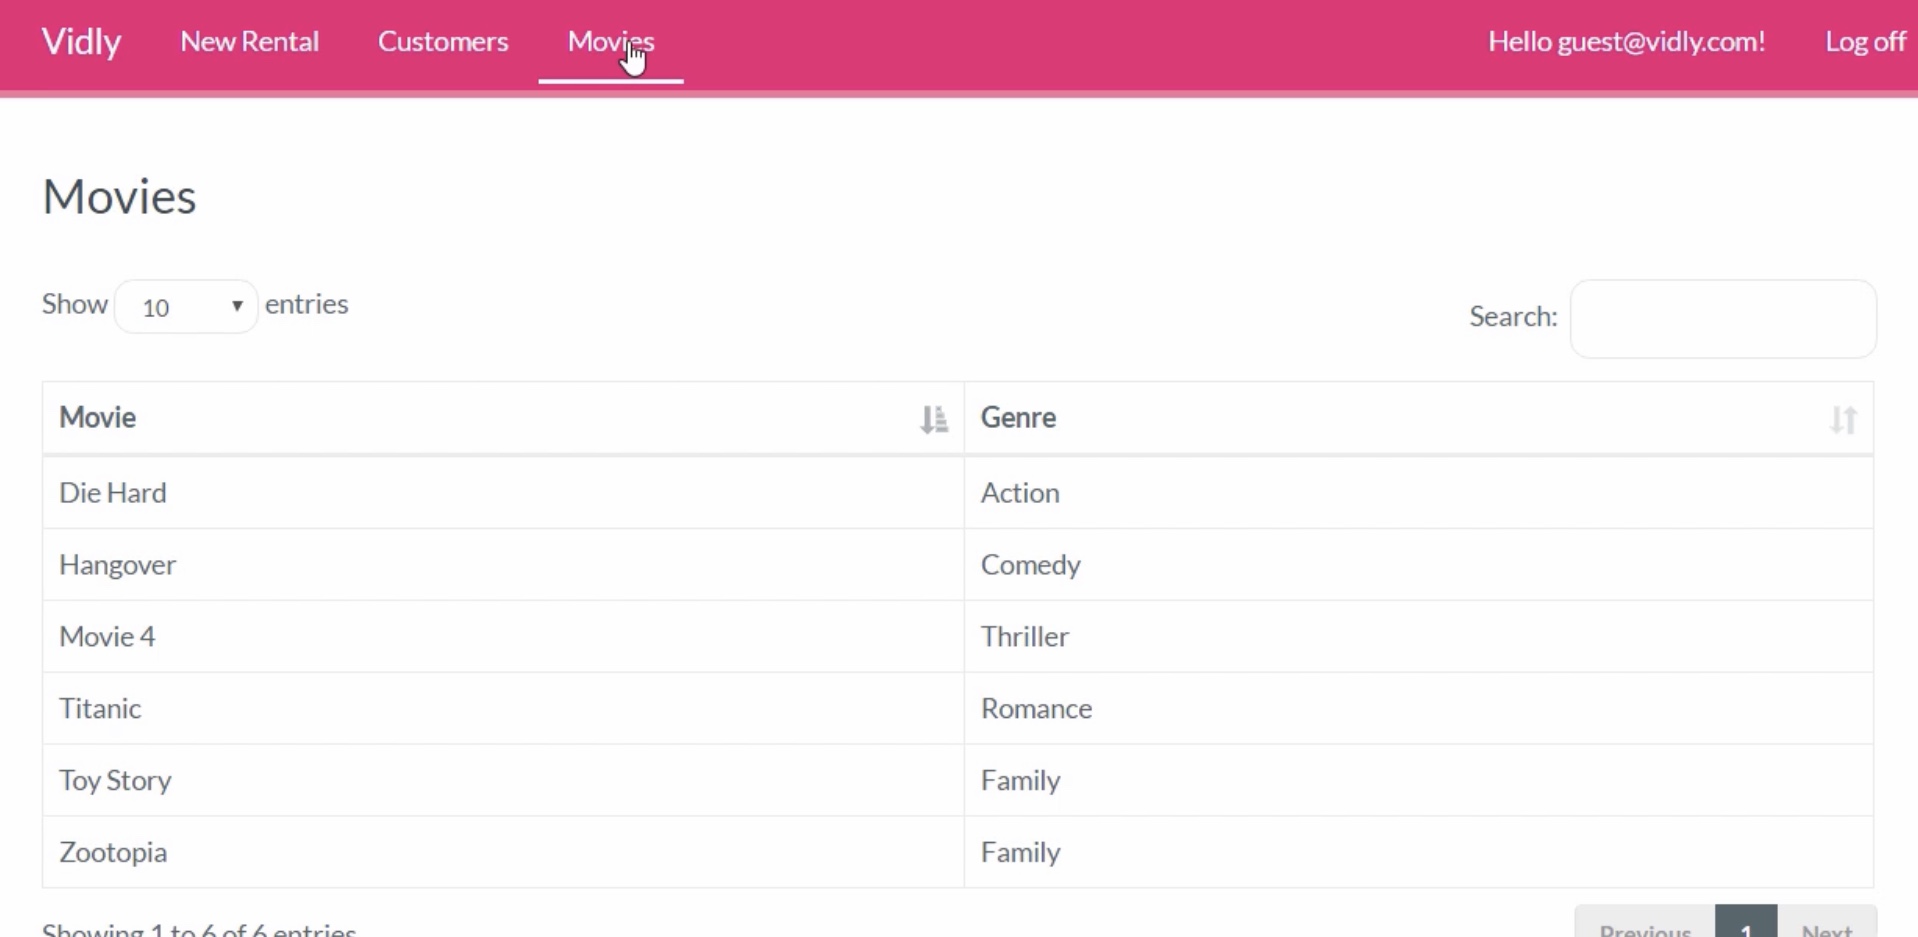 Vidly New Rental Customers Movies Hello guest@vidly.com! Log off
Movies
Show 10 entries Search:
Movie Genre
Die Hard Action
Hangover Comedy
Movie 4 Thriller
Titanic Romance
Toy Story Family
Zootopia Family
Showing 1 to 6 of 6 entries Previous 1 Next